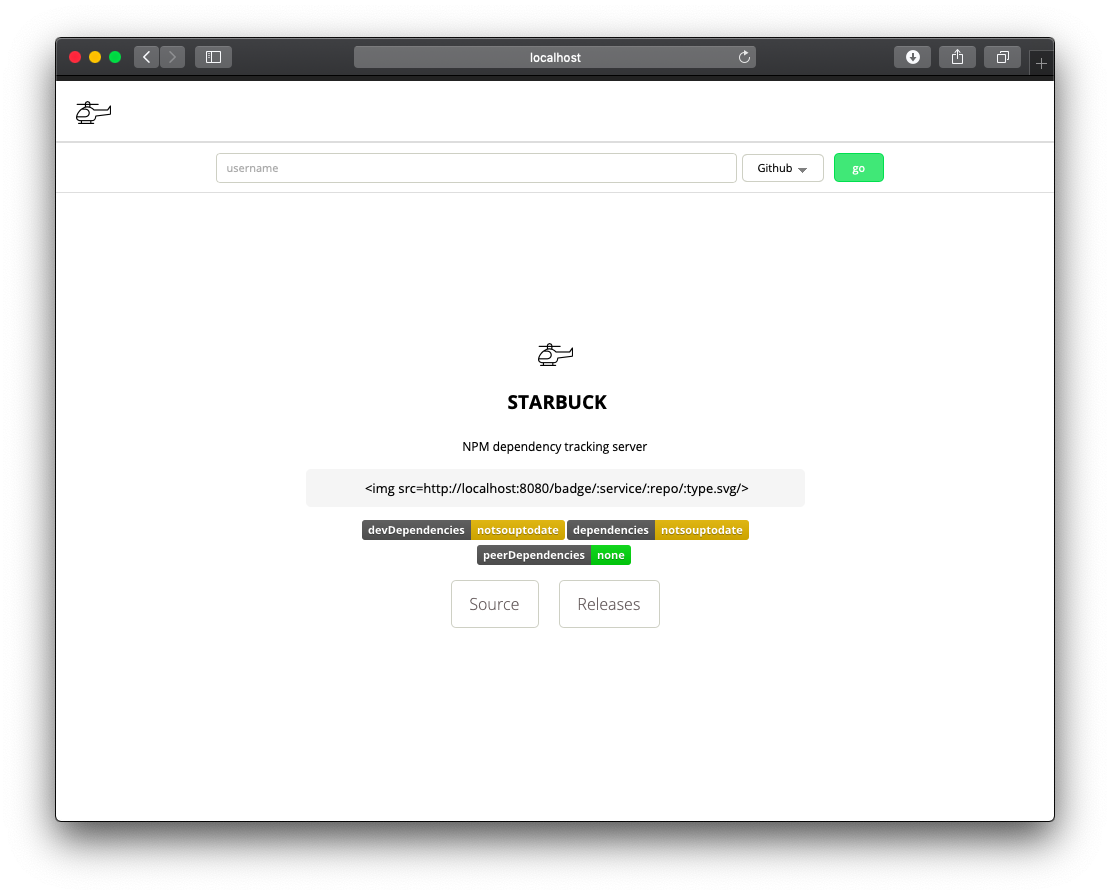 localhost
username
Github
go
STARBUCK
NPM dependency tracking server
<img src=http://localhost:8080/badge/:service/:repo/:type.svg/>
devDependencies notsouptodate dependencies notsouptodate
peerDependencies none
Source Releases